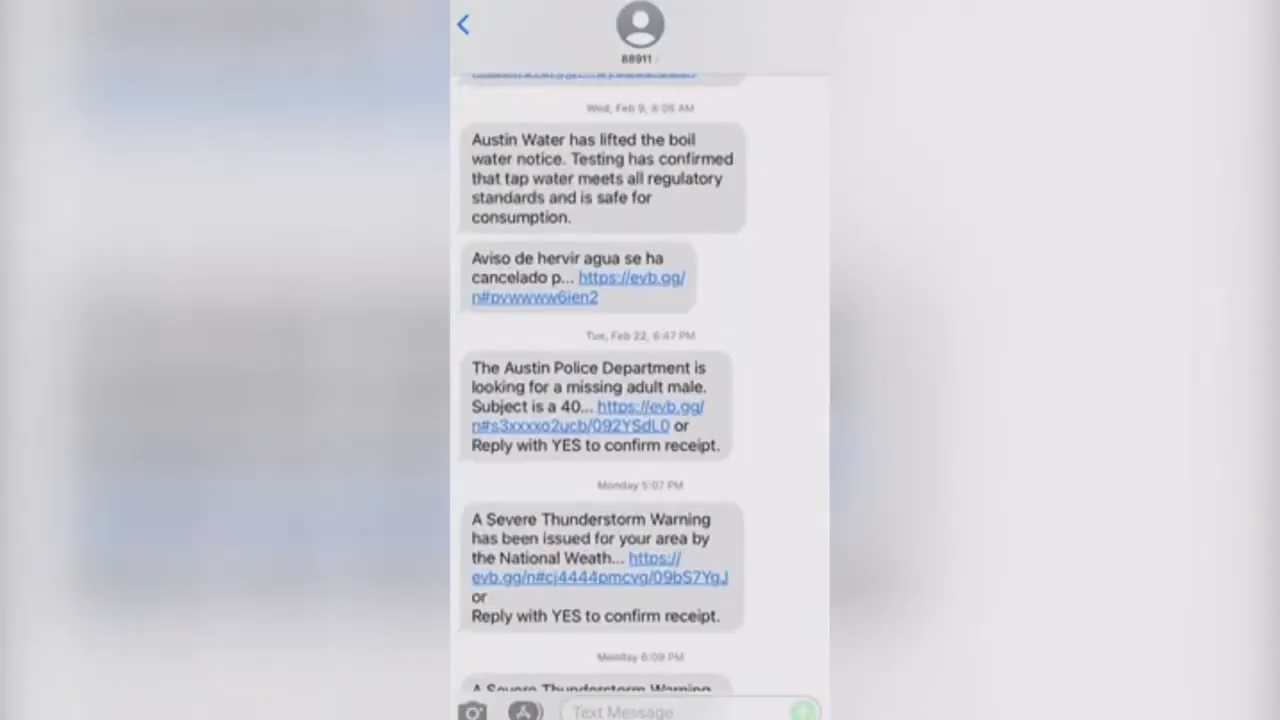 88911
Wed, Feb 9, 8:06 AM
Austin Water has lifted the boil
water notice. Testing has confirmed
that tap water meets all regulatory
standards and is safe for
consumption.
Aviso de hervir agua se ha
cancelado p... https://evb.gg/
n#pvwwww6ien2
Tue, Feb 22, 6:47 PM
The Austin Police Department is
looking for a missing adult male.
Subject is a 40... https://evb.gg/
n#s3xxxxo2ucb/092YSdL0 or
Reply with YES to confirm receipt.
Monday 5:07 PM
A Severe Thunderstorm Warning
has been issued for your area by
the National Weath... https://
evb.gg/n#cj4444pmcvg/09bS7YgJ
or
Reply with YES to confirm receipt.
Monday 6:09 PM
A Severe Thunderstorm Warning
Text Message